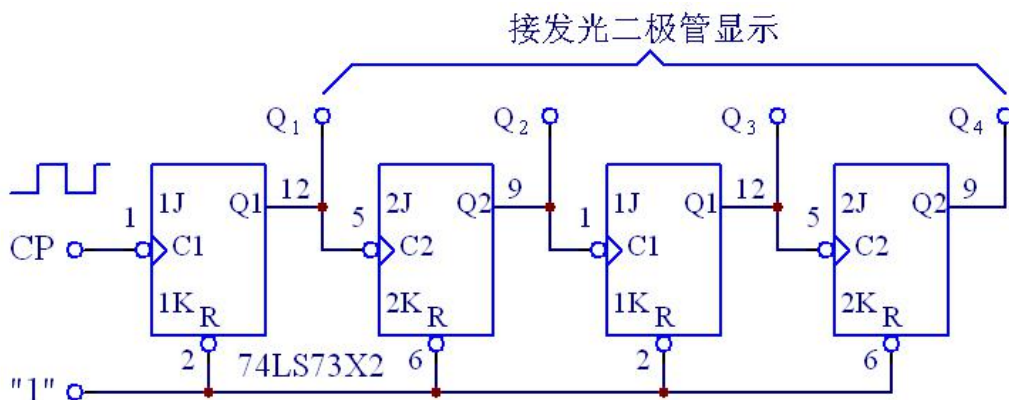 接发光二极管显示
Q1 Q2 Q3 Q4
1J Q1 12 2J Q2 9 1J Q1 12 2J Q2 9
1 5 1 5
CP C1 C2 C1 C2
1K R 2K R 1K R 2K R
2 74LS73X2 6 2 6
"1"